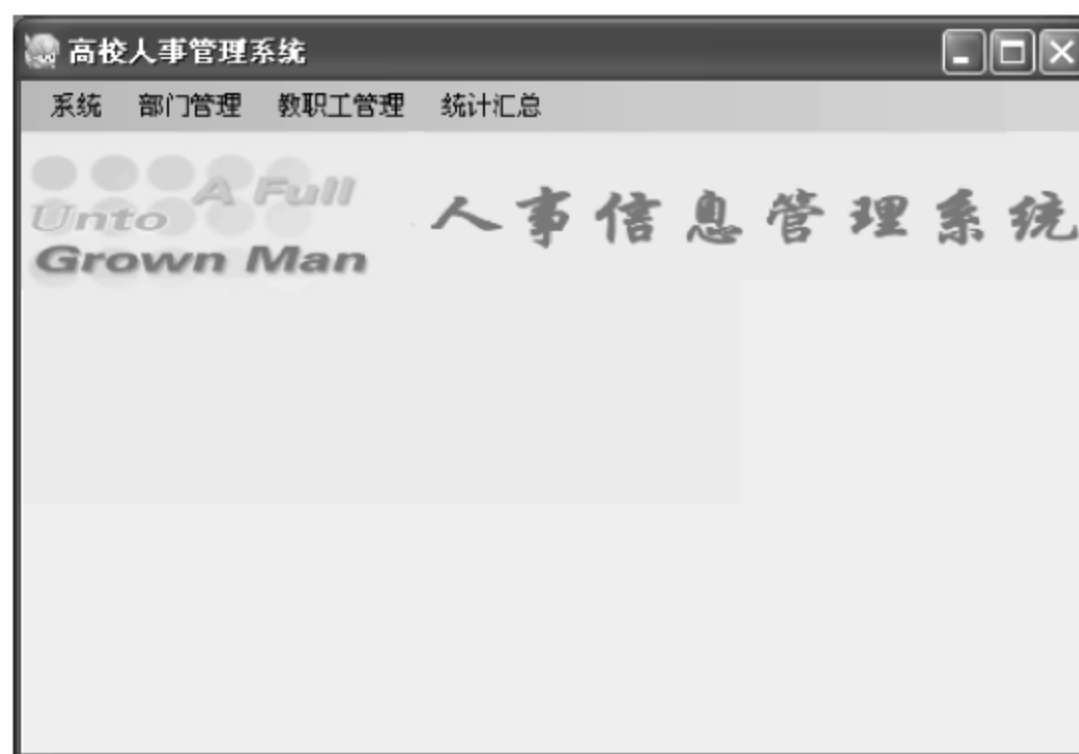 高校人事管理系统
系统 部门管理 教职工管理 统计汇总
A Full
Unto
Grown Man
人事信息管理系统